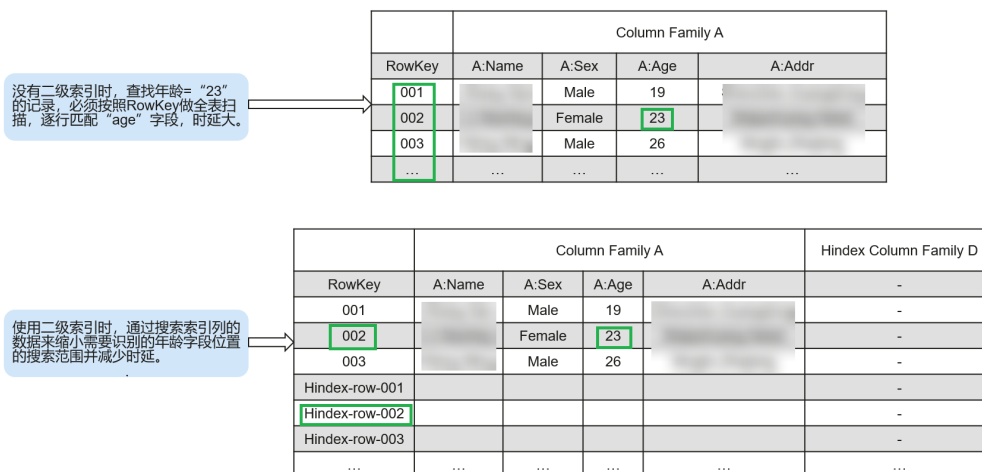 Column Family A
RowKey A:Name A:Sex A:Age A:Addr
001 Male 19
002 Female 23
003 Male 26
… … … … …
没有二级索引时，查找年龄=“23”
的记录，必须按照RowKey做全表扫
描，逐行匹配“age”字段，时延大。
Column Family A Hindex Column Family D
RowKey A:Name A:Sex A:Age A:Addr -
001 Male 19 -
002 Female 23 -
003 Male 26 -
Hindex-row-001 -
Hindex-row-002 -
Hindex-row-003 -
… … … … … …
使用二级索引时，通过搜索索引列的
数据来缩小需要识别的年龄字段位置
的搜索范围并减少时延。
.